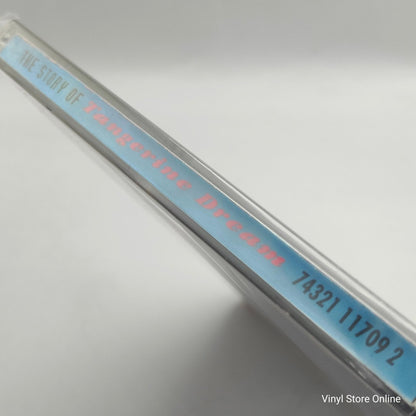 THE STORY OF Tangerine Dream 74321 11709 2
Vinyl Store Online